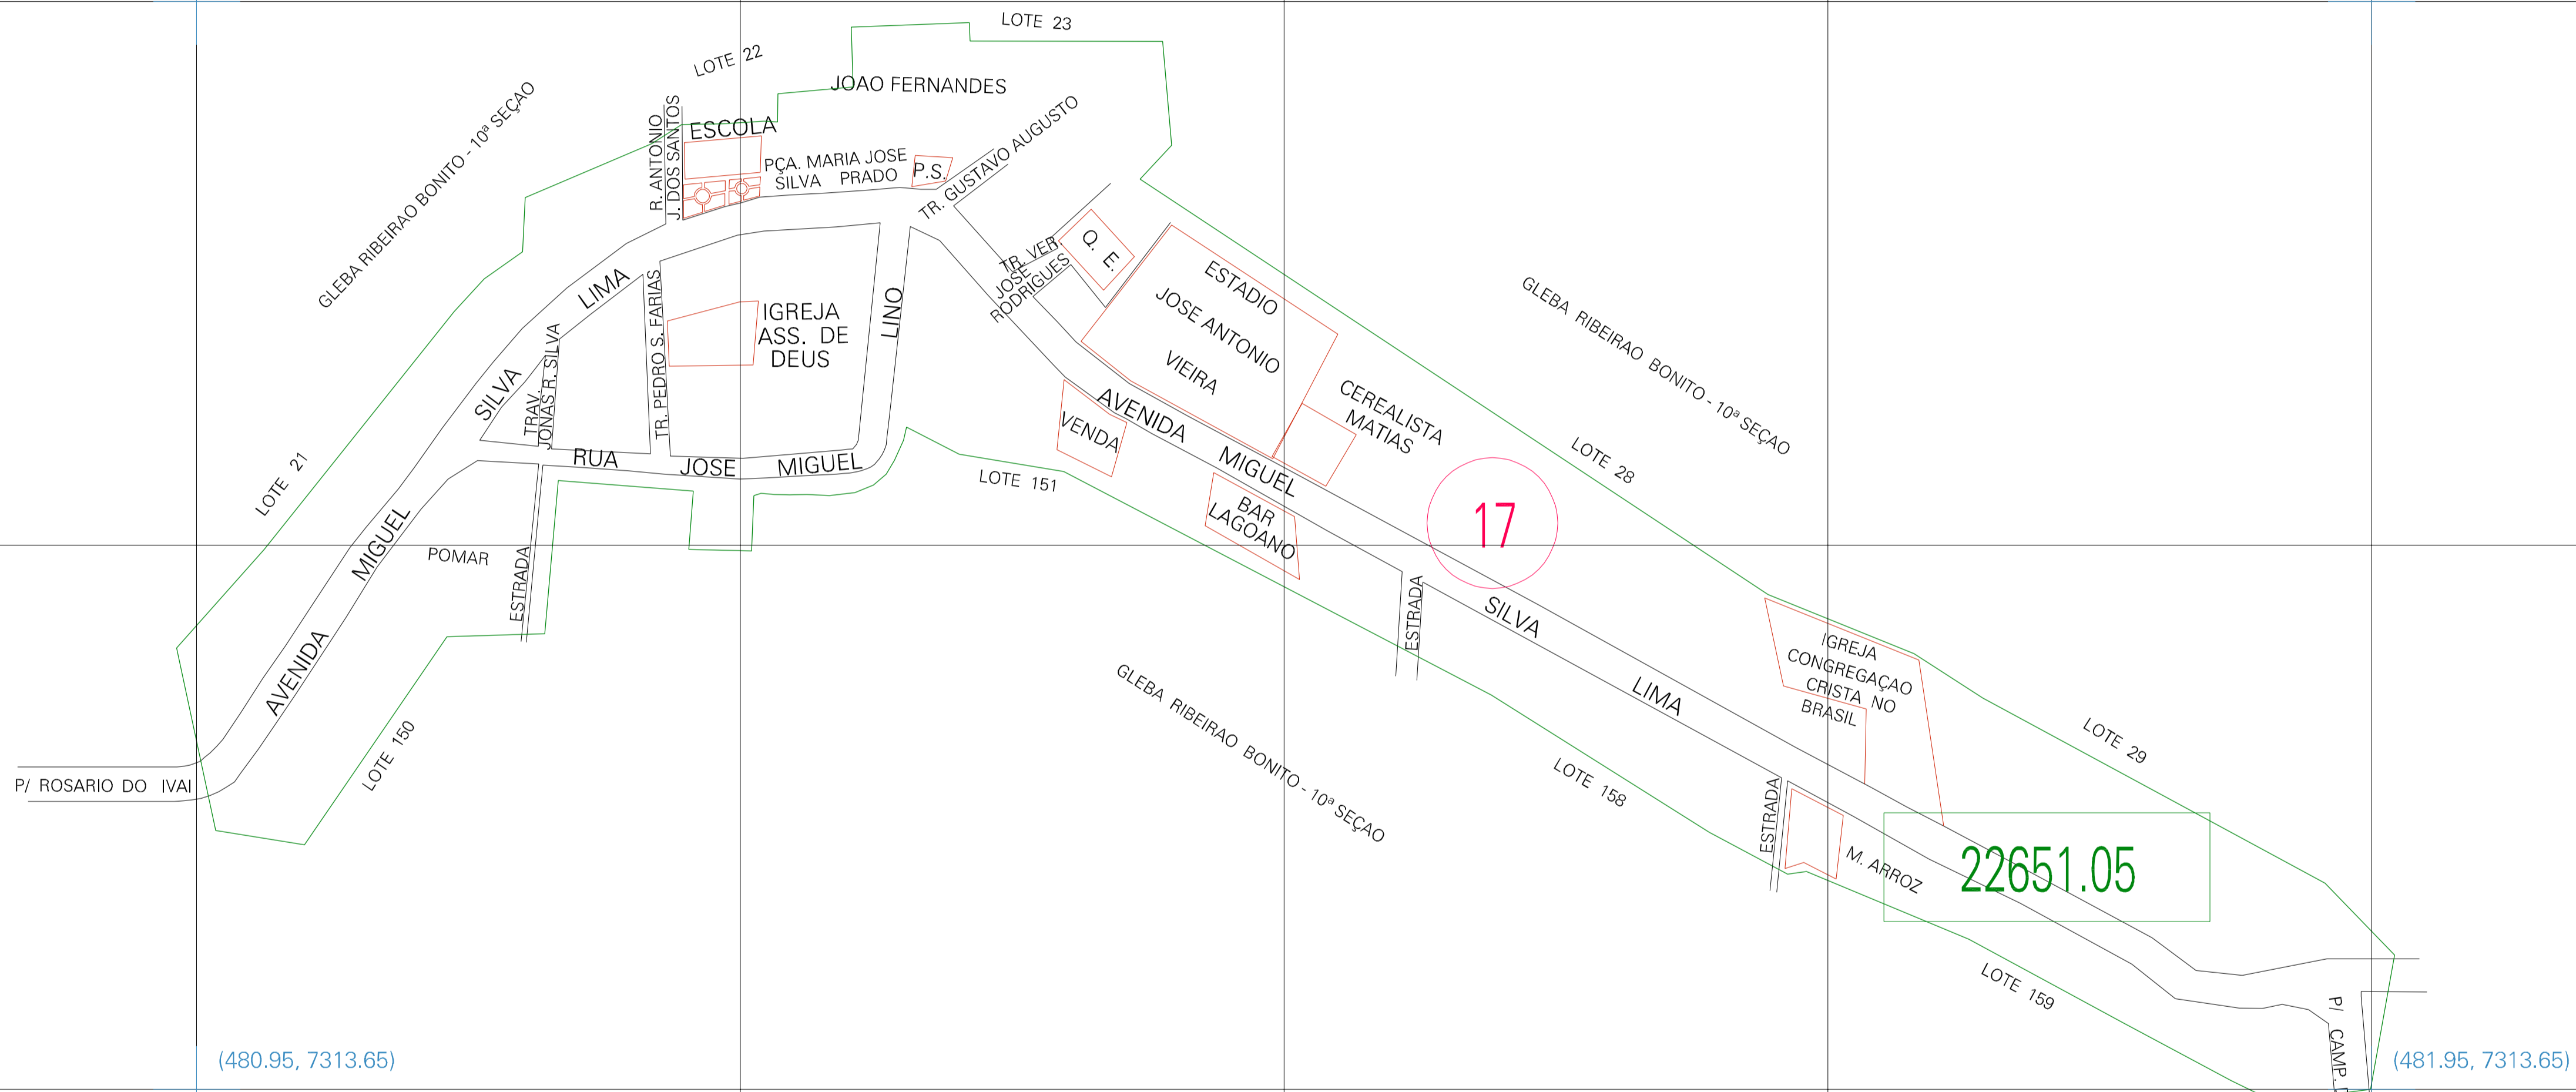 LOTE 23
LOTE 22
JOAO FERNANDES
GLEBA RIBEIRAO BONITO - 10ª SEÇAO
R. ANTONIO
J. DOS SANTOS
ESCOLA
PÇA. MARIA JOSE
SILVA PRADO
P.S.
TR. GUSTAVO AUGUSTO
TR. VER.
JOSE
RODRIGUES
Q. E.
ESTADIO
JOSE ANTONIO
VIEIRA
GLEBA RIBEIRAO BONITO - 10ª SEÇAO
LIMA
SILVA
TRAV.
JONAS R. SILVA
TR. PEDRO S. FARIAS
IGREJA
ASS. DE
DEUS
LINO
CEREALISTA
MATIAS
AVENIDA
MIGUEL
VENDA
LOTE 28
LOTE 21
RUA JOSE MIGUEL
LOTE 151
BAR
LAGOANO
17
MIGUEL
POMAR
ESTRADA
ESTRADA
SILVA
LIMA
IGREJA
CONGREGAÇAO
CRISTA NO
BRASIL
AVENIDA
LOTE 150
GLEBA RIBEIRAO BONITO - 10ª SEÇAO
LOTE 158
LOTE 29
P/ ROSARIO DO IVAI
ESTRADA
M. ARROZ
22651.05
LOTE 159
P/ CAMP.
(480.95, 7313.65)
(481.95, 7313.65)